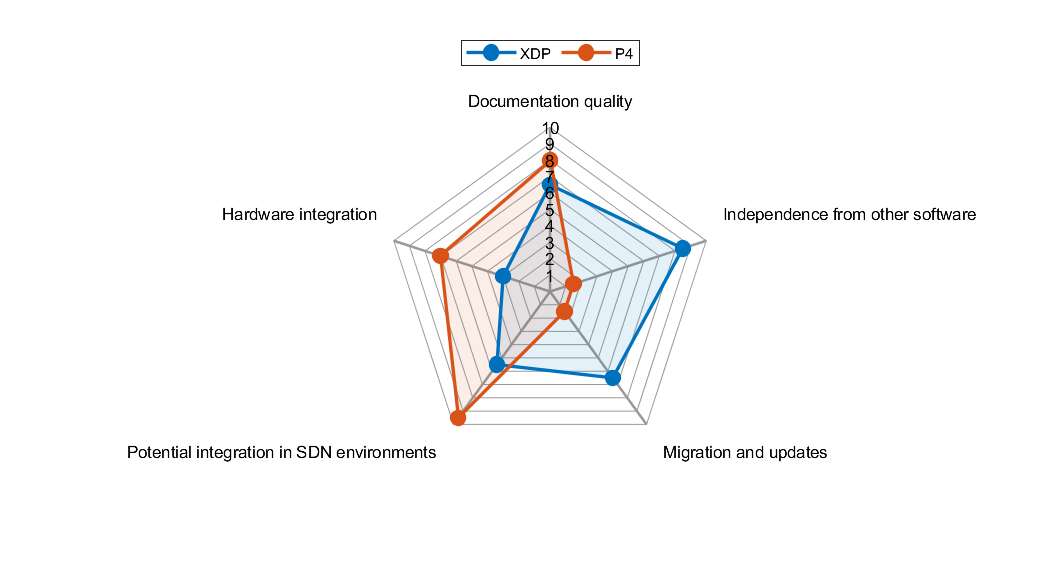 XDP P4
Documentation quality
10
9
8
7
6
5
4
3
2
1
Hardware integration
Independence from other software
Potential integration in SDN environments
Migration and updates